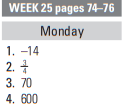 WEEK 25 pages 74–76
Monday
1. –14
2. 3/4
3. 70
4. 600